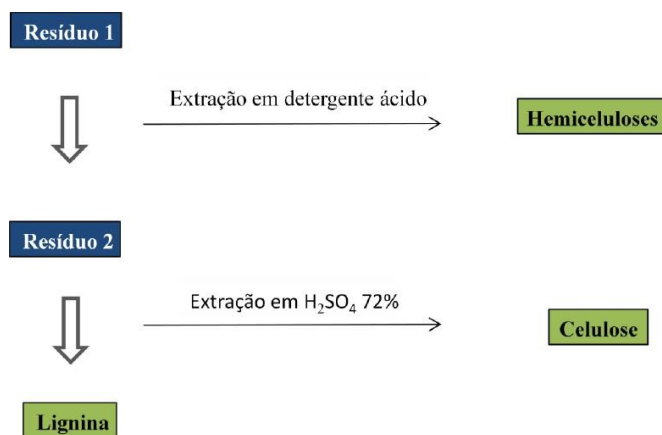 Resíduo 1
Extração em detergente ácido
Hemiceluloses
Resíduo 2
Extração em H₂SO₄ 72%
Celulose
Lignina